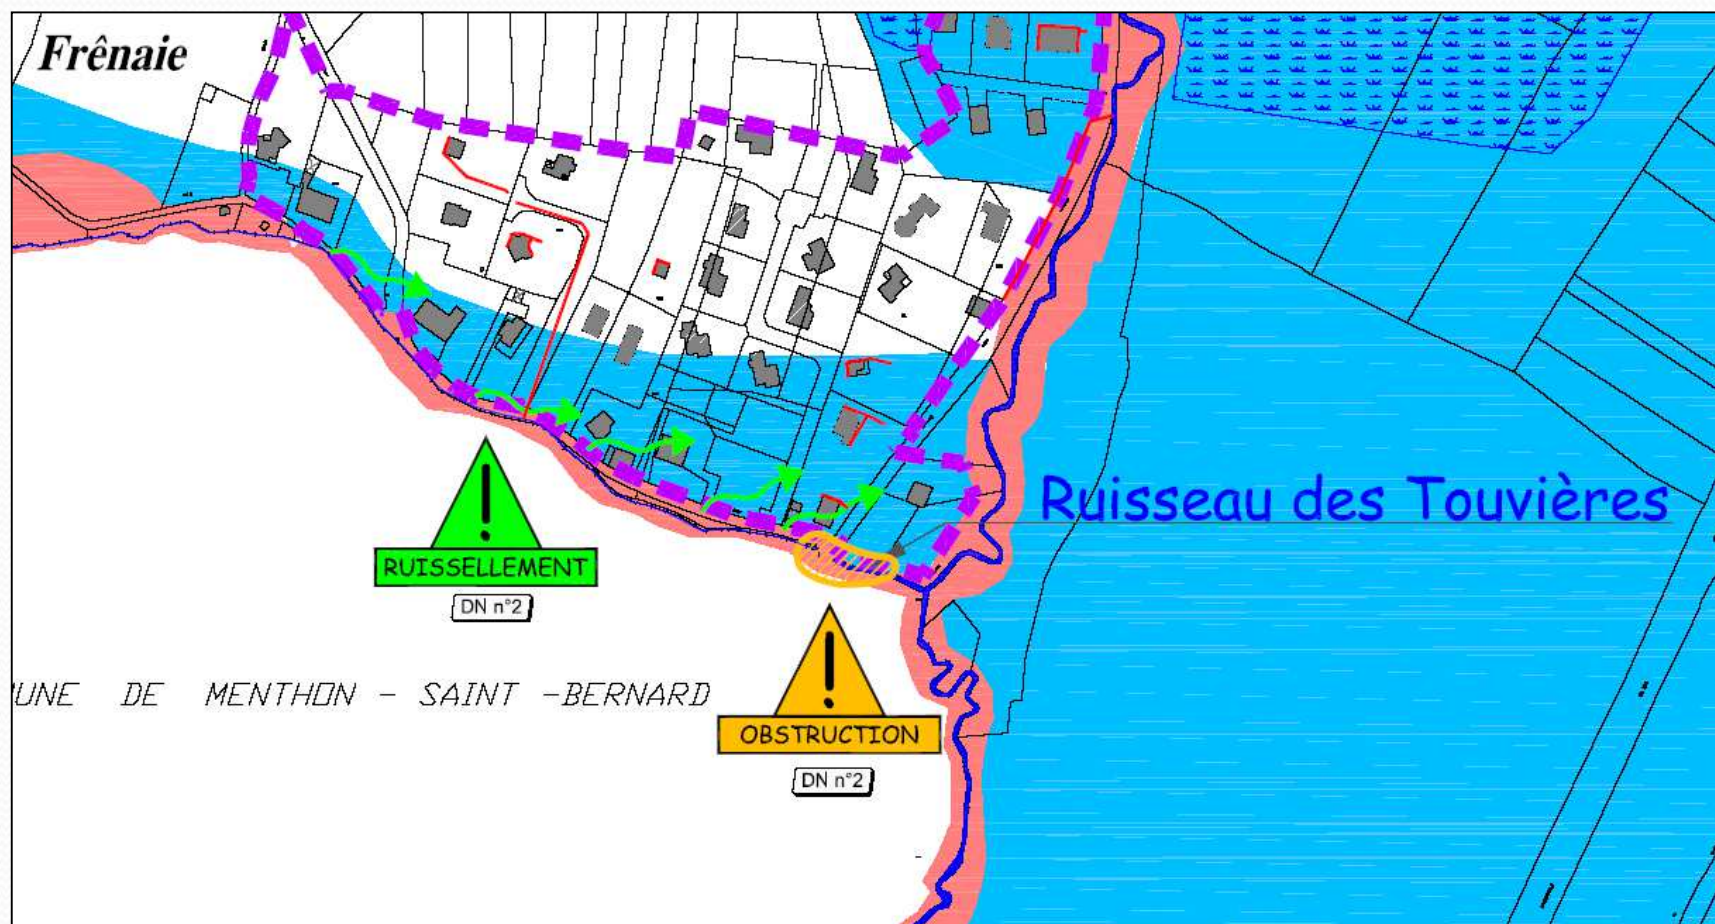 Frênaie
Ruisseau des Touvières
RUISSELLEMENT
DN n°2
UNE DE MENTHON - SAINT -BERNARD
OBSTRUCTION
DN n°2